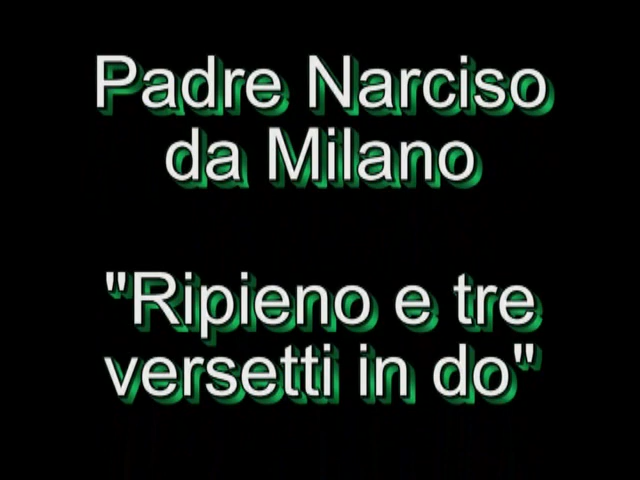 Padre Narciso
da Milano
"Ripieno e tre
versetti in do"